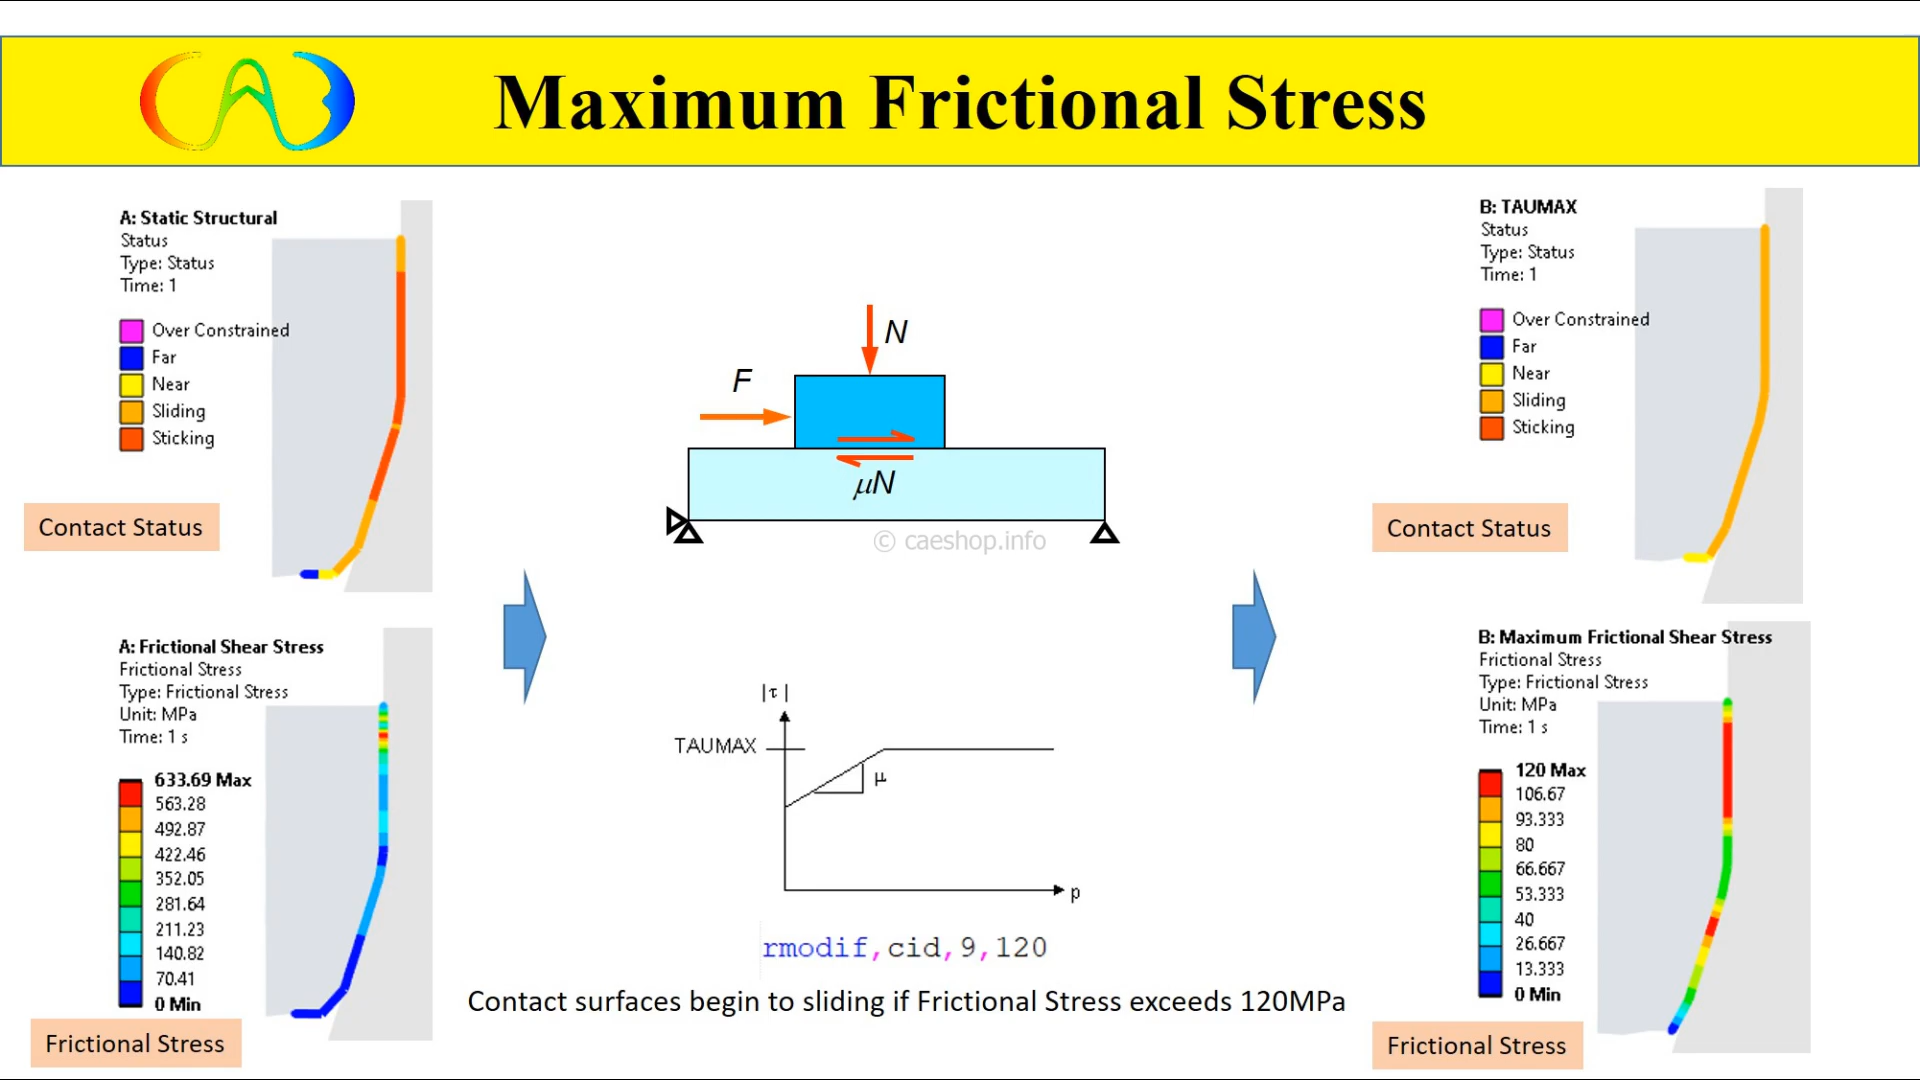 Maximum Frictional Stress
A: Static Structural
Status
Type: Status
Time: 1
Over Constrained
Far
Near
Sliding
Sticking
Contact Status
A: Frictional Shear Stress
Frictional Stress
Type: Frictional Stress
Unit: MPa
Time: 1 s
633.69 Max
563.28
492.87
422.46
352.05
281.64
211.23
140.82
70.41
0 Min
Frictional Stress
N
F
μN
© caeshop.info
|τ|
TAUMAX
μ
p
rmodif,cid,9,120
Contact surfaces begin to sliding if Frictional Stress exceeds 120MPa
B: TAUMAX
Status
Type: Status
Time: 1
Over Constrained
Far
Near
Sliding
Sticking
Contact Status
B: Maximum Frictional Shear Stress
Frictional Stress
Type: Frictional Stress
Unit: MPa
Time: 1 s
120 Max
106.67
93.333
80
66.667
53.333
40
26.667
13.333
0 Min
Frictional Stress